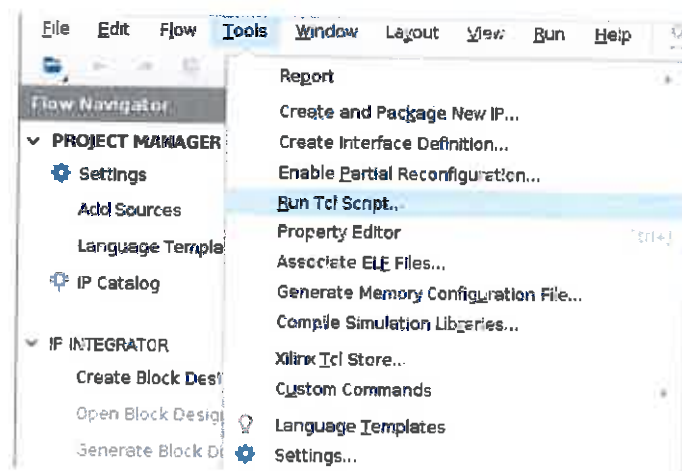 File Edit Flow Tools Window Layout View Run Help
Flow Navigator
PROJECT MANAGER
Settings
Add Sources
Language Templa
IP Catalog
IP INTEGRATOR
Create Block Des
Open Block Desig
Generate Block D
Report
Create and Package New IP...
Create Interface Definition...
Enable Partial Reconfiguration...
Run Tcl Script...
Property Editor
Associate ELF Files...
Generate Memory Configuration File...
Compile Simulation Libraries...
Xilinx Tcl Store...
Custom Commands
Language Templates
Settings...